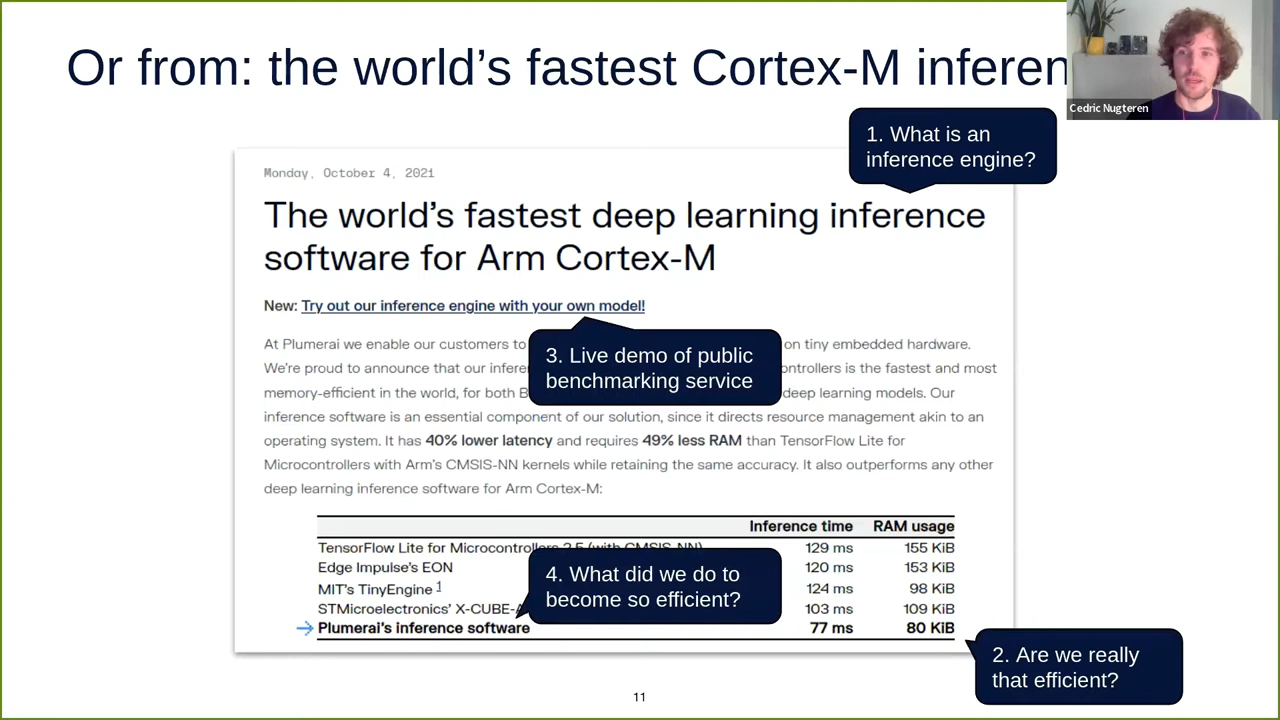 Or from: the world's fastest Cortex-M inferen
Cedric Nugteren
1. What is an
inference engine?
Monday, October 4, 2021
The world's fastest deep learning inference
software for Arm Cortex-M
New: Try out our inference engine with your own model!
3. Live demo of public
benchmarking service
At Plumerai we enable our customers to on tiny embedded hardware.
We're proud to announce that our inferen controllers is the fastest and most
memory-efficient in the world, for both B deep learning models. Our
inference software is an essential component of our solution, since it directs resource management akin to an
operating system. It has 40% lower latency and requires 49% less RAM than TensorFlow Lite for
Microcontrollers with Arm's CMSIS-NN kernels while retaining the same accuracy. It also outperforms any other
deep learning inference software for Arm Cortex-M:
Inference time RAM usage
TensorFlow Lite for Microcontrollers 2.5 (with CMSIS-NN) 129 ms 155 KiB
Edge Impulse's EON 120 ms 153 KiB
MIT's TinyEngine 1 124 ms 98 KiB
STMicroelectronics' X-CUBE-A 103 ms 109 KiB
→ Plumerai's inference software 77 ms 80 KiB
4. What did we do to
become so efficient?
2. Are we really
that efficient?
11